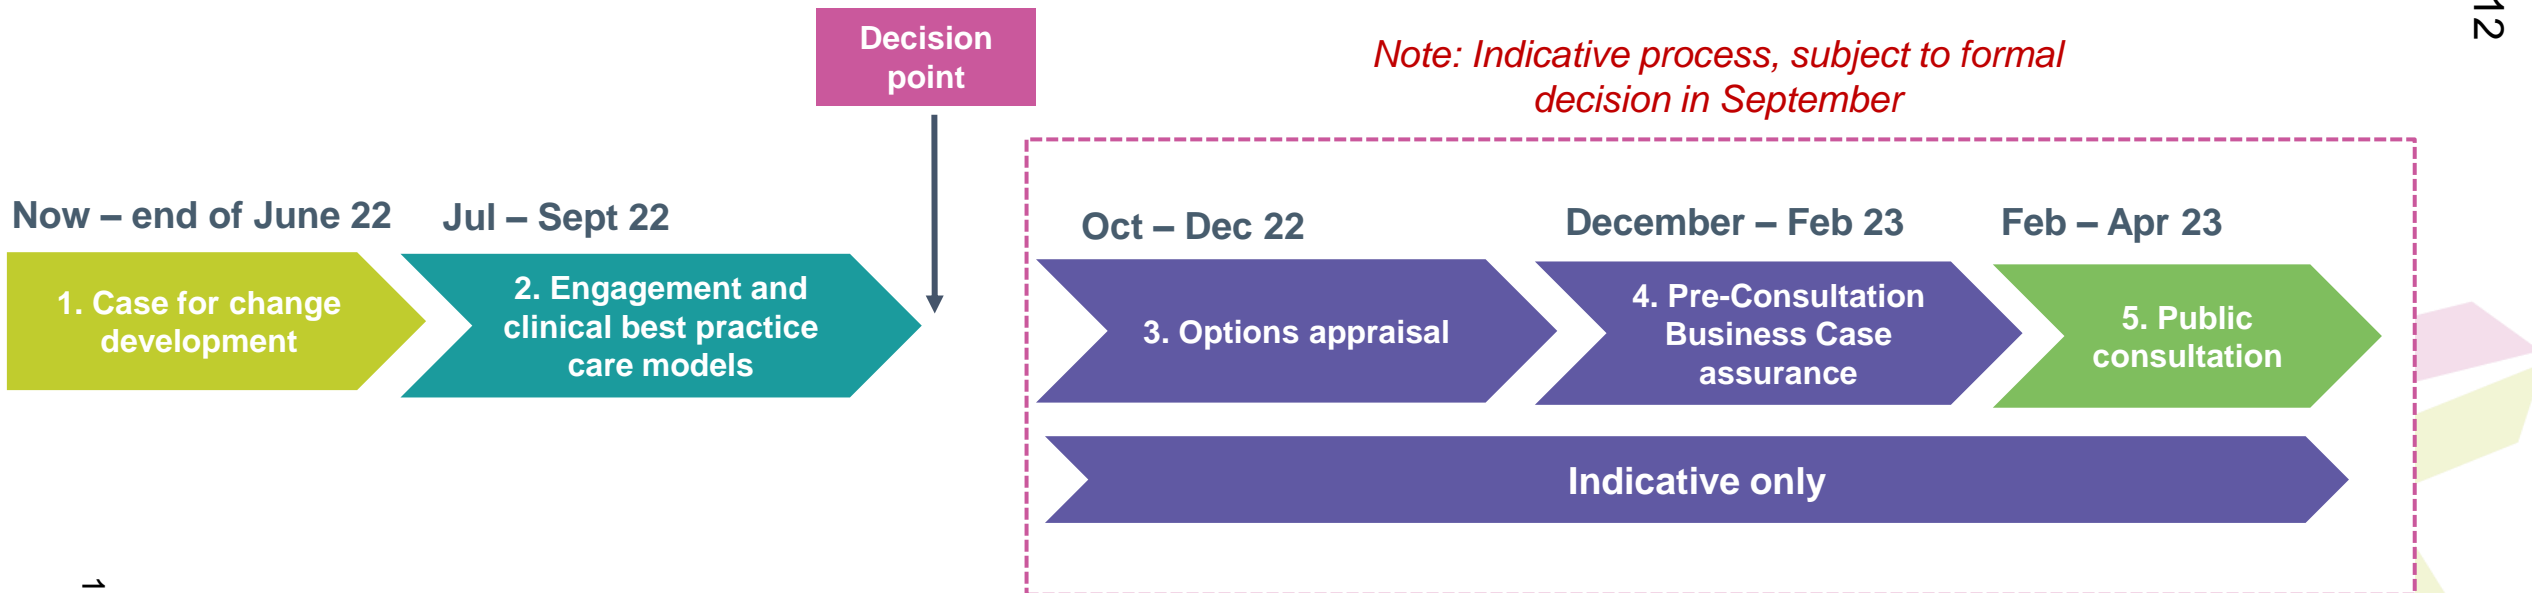 Decision
point
12
Note: Indicative process, subject to formal
decision in September
Now – end of June 22
Jul – Sept 22
Oct – Dec 22
December – Feb 23
Feb – Apr 23
1. Case for change
development
2. Engagement and
clinical best practice
care models
3. Options appraisal
4. Pre-Consultation
Business Case
assurance
5. Public
consultation
Indicative only
1